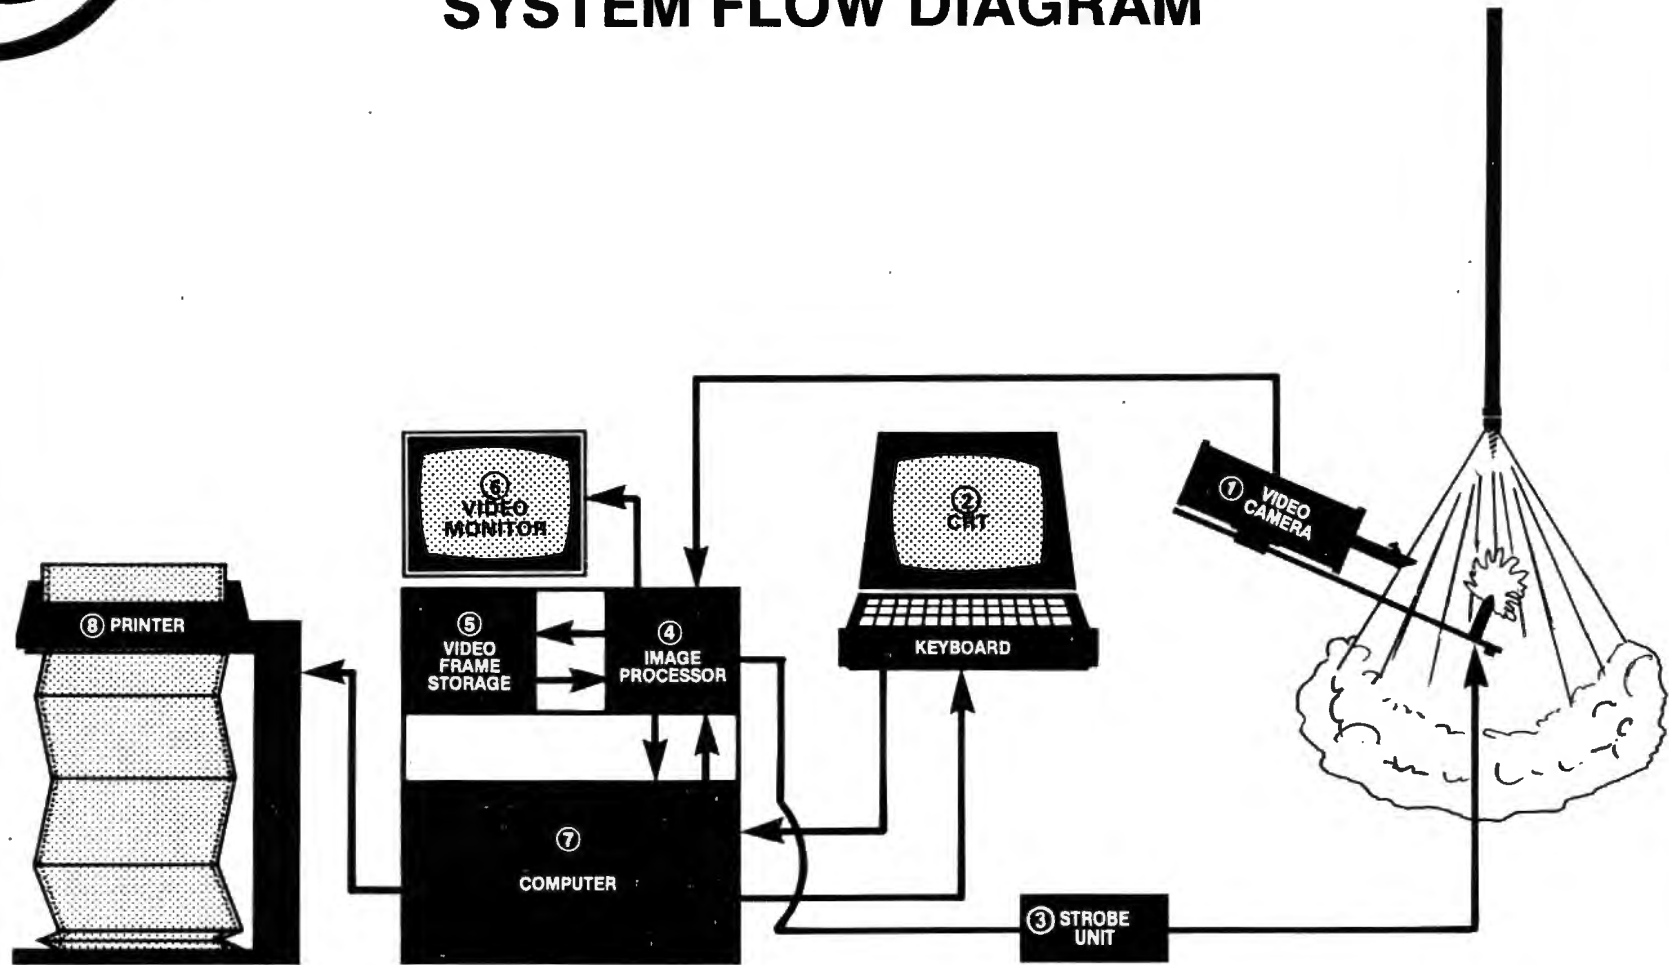 SYSTEM FLOW DIAGRAM
⑥
VIDEO
MONITOR
②
CRT
① VIDEO
CAMERA
⑧ PRINTER
⑤
VIDEO
FRAME
STORAGE
④
IMAGE
PROCESSOR
KEYBOARD
⑦
COMPUTER
③ STROBE
UNIT